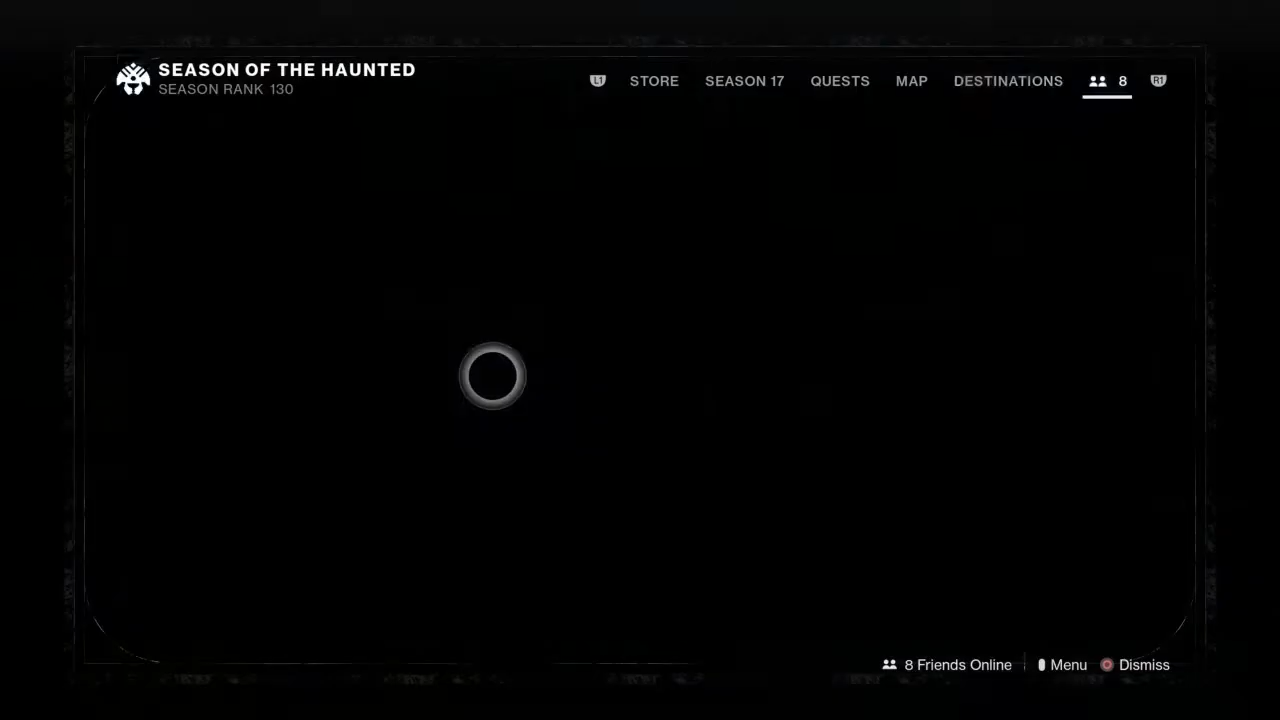 SEASON OF THE HAUNTED
SEASON RANK 130
L1 STORE SEASON 17 QUESTS MAP DESTINATIONS 8 R1
8 Friends Online Menu Dismiss